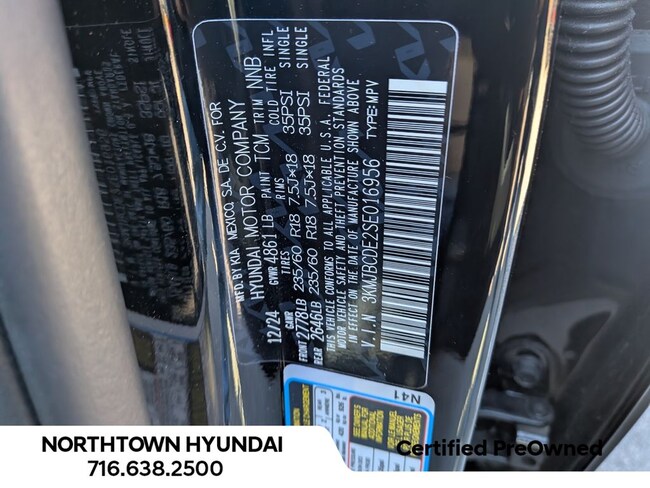 MFD. BY KIA MEXICO, SA, DE C.V. FOR
HYUNDAI MOTOR COMPANY
12/24 GVWR 4861 LB PAINT TCM TRIM NNB
GAWR TIRES RIMS COLD TIRE INFL
FRONT 2778LB 235/60 R18 7.5J×18 35PSI SINGLE
REAR 2646LB 235/60 R18 7.5J×18 35PSI SINGLE
THIS VEHICLE CONFORMS TO ALL APPLICABLE U.S.A. FEDERAL
MOTOR VEHICLE SAFETY AND THEFT PREVENTION STANDARDS
IN EFFECT ON THE DATE OF MANUFACTURE SHOWN ABOVE
V.I.N 3KMJBCDE2SE016956 TYPE:MPV
N41
NORTHTOWN HYUNDAI
716.638.2500
Certified PreOwned